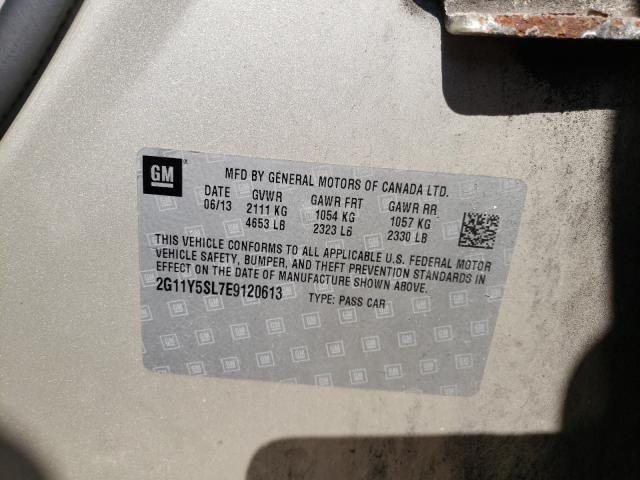 GM
MFD BY GENERAL MOTORS OF CANADA LTD.
DATE GVWR GAWR FRT GAWR RR
06/13 2111 KG 1054 KG 1057 KG
4653 LB 2323 LB 2330 LB
THIS VEHICLE CONFORMS TO ALL APPLICABLE U.S. FEDERAL MOTOR
VEHICLE SAFETY, BUMPER, AND THEFT PREVENTION STANDARDS IN
EFFECT ON THE DATE OF MANUFACTURE SHOWN ABOVE.
2G11Y5SL7E9120613 TYPE: PASS CAR